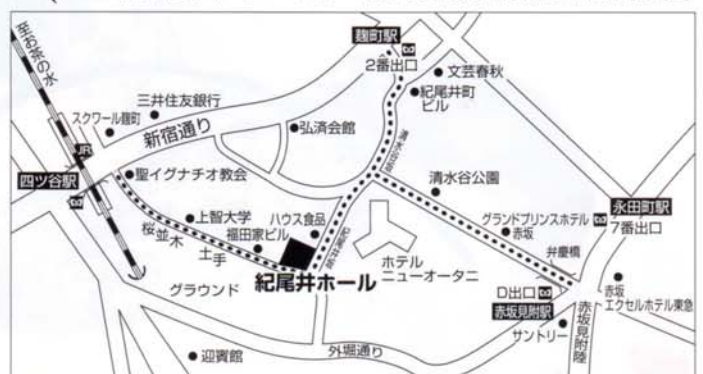 至お茶の水
麹町駅
2番出口
文芸春秋
紀尾井町
ビル
三井住友銀行
スクワール麹町
新宿通り
弘済会館
JR
四ツ谷駅
聖イグナチオ教会
清水谷公園
上智大学
ハウス食品
福田家ビル
桜並木
土手
グランドプリンスホテル
赤坂
永田町駅
7番出口
弁慶橋
ホテル
ニューオータニ
紀尾井ホール
グラウンド
D出口
赤坂見附駅
赤坂
エクセルホテル東急
サントリー
赤坂見附陸
外堀通り
迎賓館